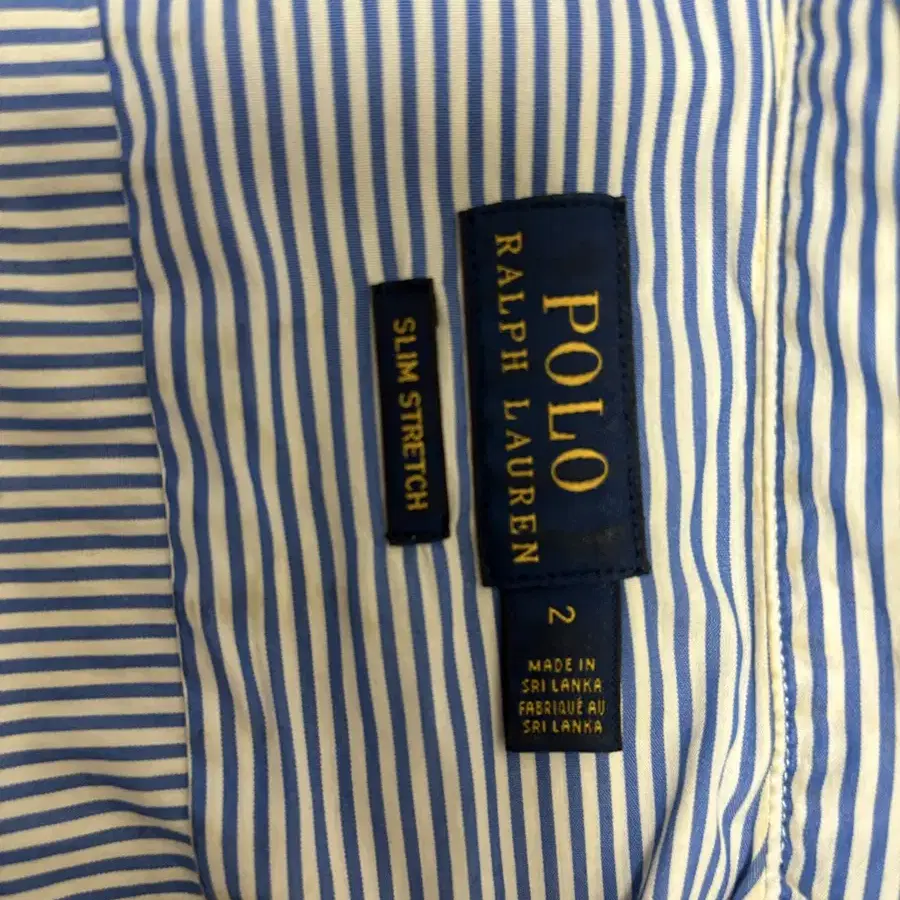 POLO
RALPH LAUREN
2
MADE IN
SRI LANKA
FABRIQUÉ AU
SRI LANKA
SLIM STRETCH